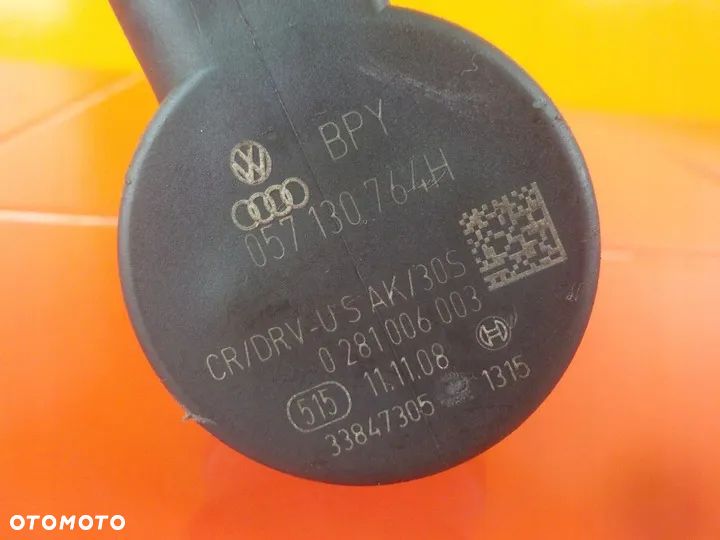 BPY
057 130 764H
CR/DRV-U S AK/30S
0 281 006 003
515 11.11.08
33847305 1315
OTOMOTO